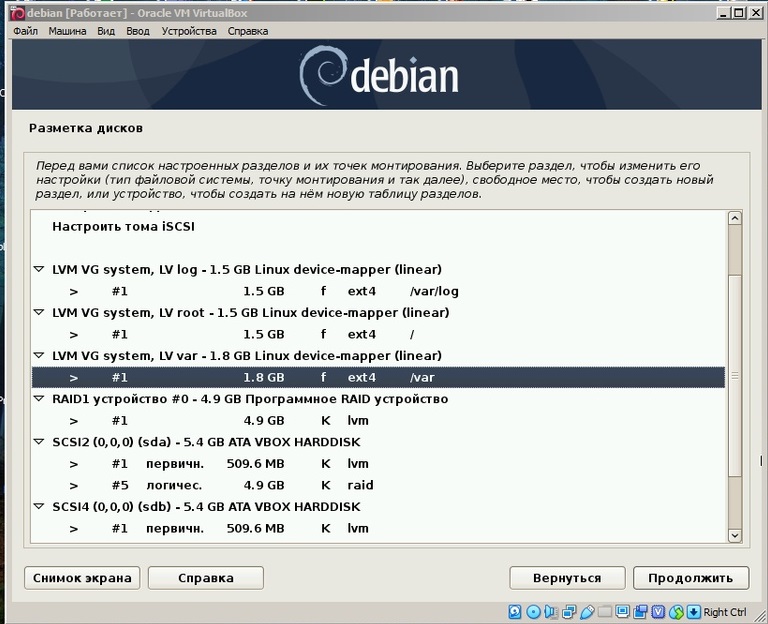 debian [Работает] - Oracle VM VirtualBox
Файл Машина Вид Ввод Устройства Справка
debian
Разметка дисков
Перед вами список настроенных разделов и их точек монтирования. Выберите раздел, чтобы изменить его
настройки (тип файловой системы, точку монтирования и так далее), свободное место, чтобы создать новый
раздел, или устройство, чтобы создать на нём новую таблицу разделов.
Настроить тома iSCSI
LVM VG system, LV log - 1.5 GB Linux device-mapper (linear)
> #1 1.5 GB f ext4 /var/log
LVM VG system, LV root - 1.5 GB Linux device-mapper (linear)
> #1 1.5 GB f ext4 /
LVM VG system, LV var - 1.8 GB Linux device-mapper (linear)
> #1 1.8 GB f ext4 /var
RAID1 устройство #0 - 4.9 GB Программное RAID устройство
> #1 4.9 GB K lvm
SCSI2 (0,0,0) (sda) - 5.4 GB ATA VBOX HARDDISK
> #1 первичн. 509.6 MB K lvm
> #5 логичес. 4.9 GB K raid
SCSI4 (0,0,0) (sdb) - 5.4 GB ATA VBOX HARDDISK
> #1 первичн. 509.6 MB K lvm
Снимок экрана Справка Вернуться Продолжить
Right Ctrl